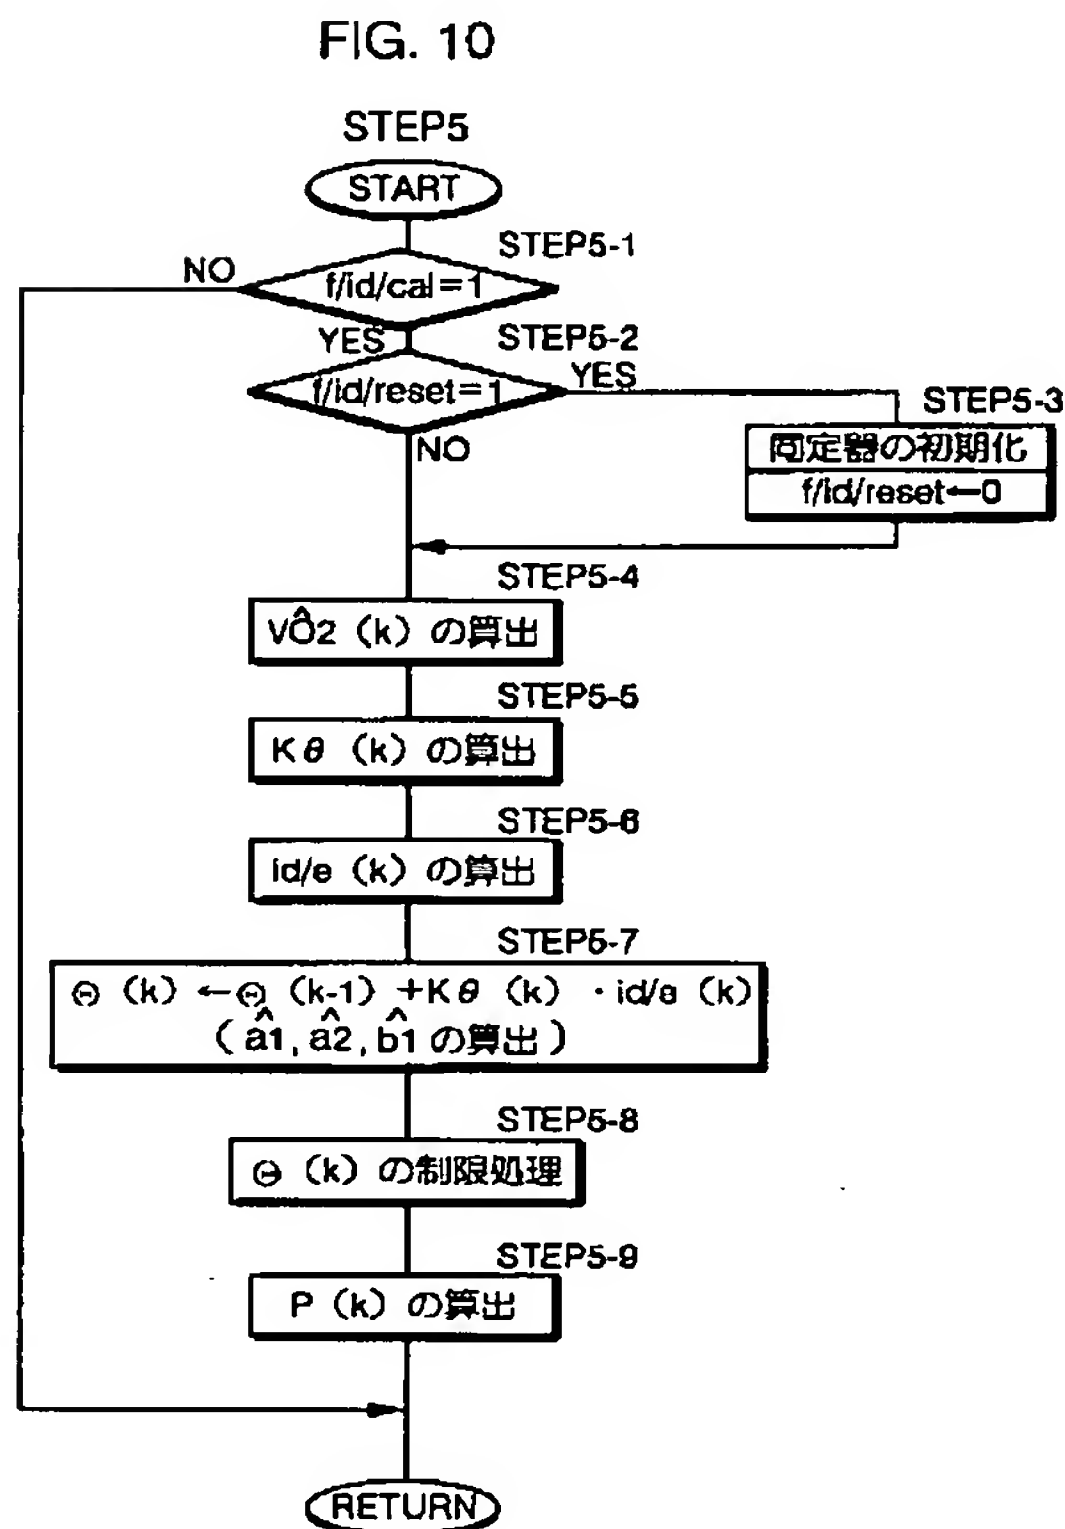 FIG. 10
STEP5
START
STEP5-1
NO
f/id/cal=1
YES
STEP5-2
f/id/reset=1
YES
STEP5-3
NO
同定器の初期化
f/id/reset←0
STEP5-4
VÔ2 (k) の算出
STEP5-5
Kθ (k) の算出
STEP5-6
id/e (k) の算出
STEP5-7
Θ (k) ←Θ (k-1) +Kθ (k) ・id/e (k)
(â1, â2, b̂1 の算出)
STEP5-8
Θ (k) の制限処理
STEP5-9
P (k) の算出
RETURN